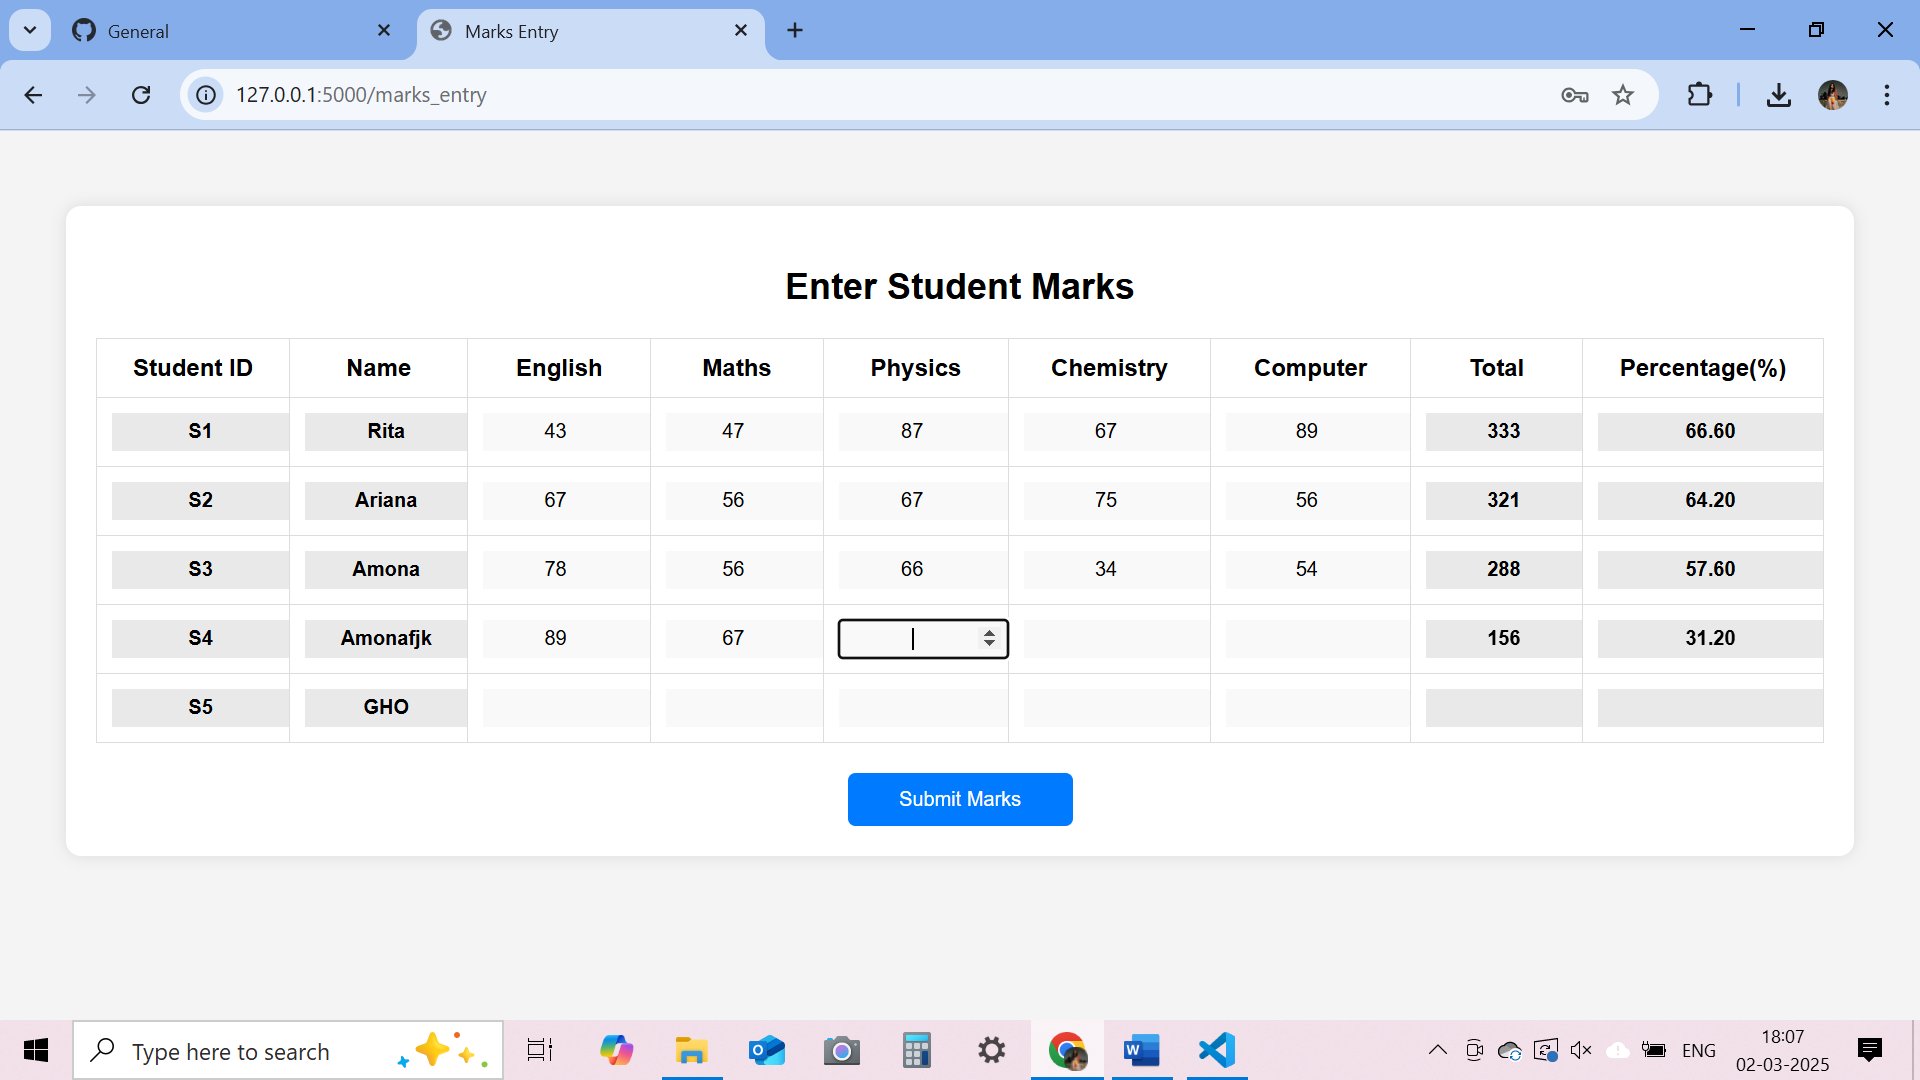 General
Marks Entry
127.0.0.1:5000/marks_entry
Enter Student Marks
Student ID Name English Maths Physics Chemistry Computer Total Percentage(%)
S1 Rita 43 47 87 67 89 333 66.60
S2 Ariana 67 56 67 75 56 321 64.20
S3 Amona 78 56 66 34 54 288 57.60
S4 Amonafjk 89 67 156 31.20
S5 GHO
Submit Marks
Type here to search
ENG
18:07
02-03-2025